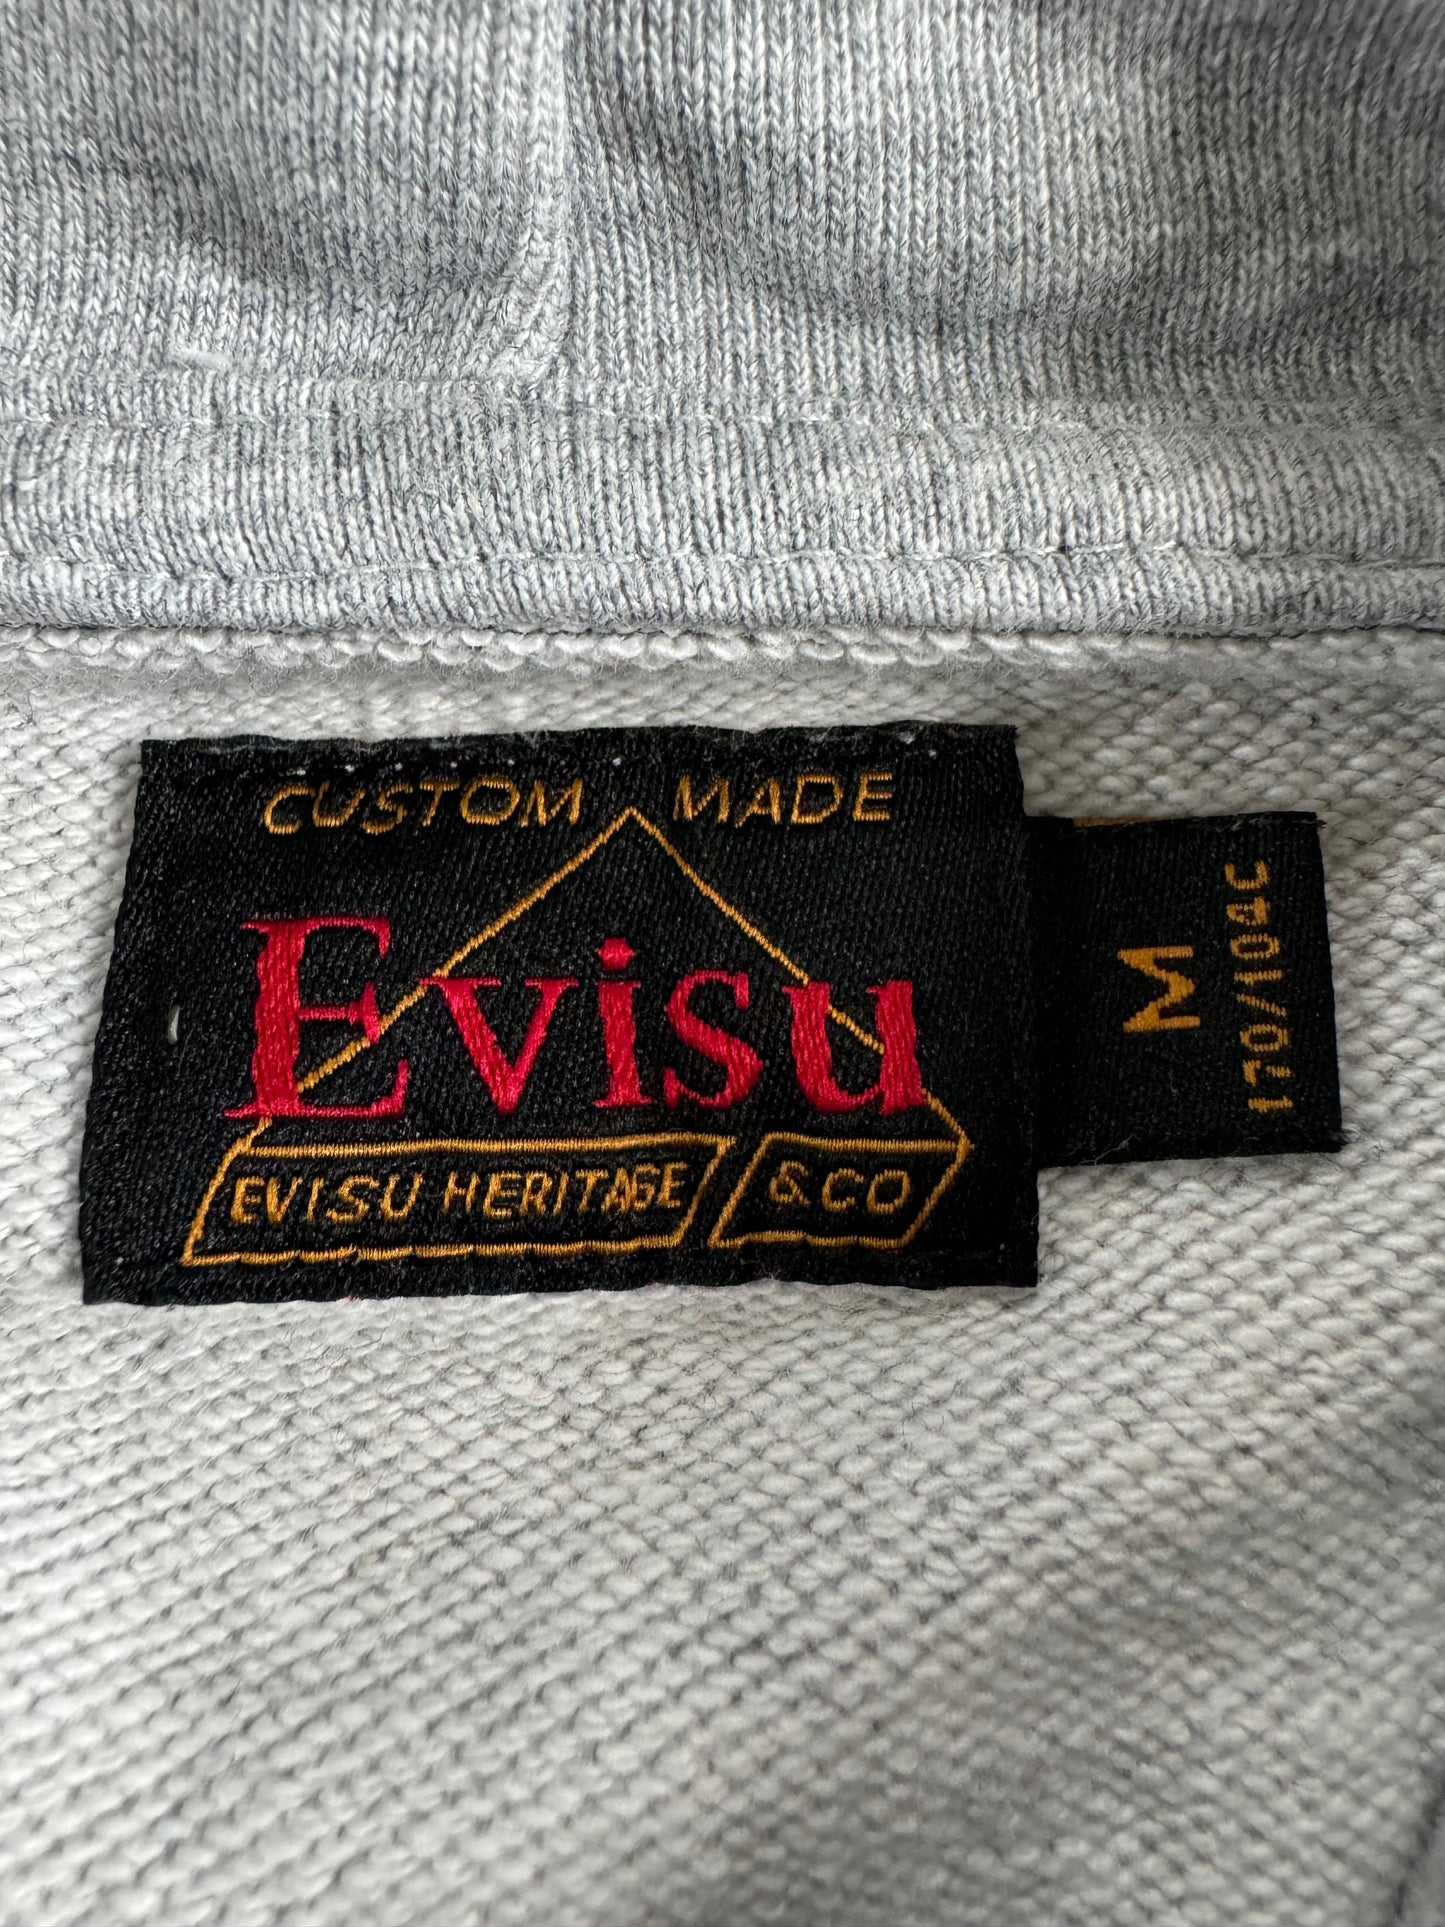 CUSTOM MADE
Evisu
EVISU HERITAGE & CO
M
170/104C